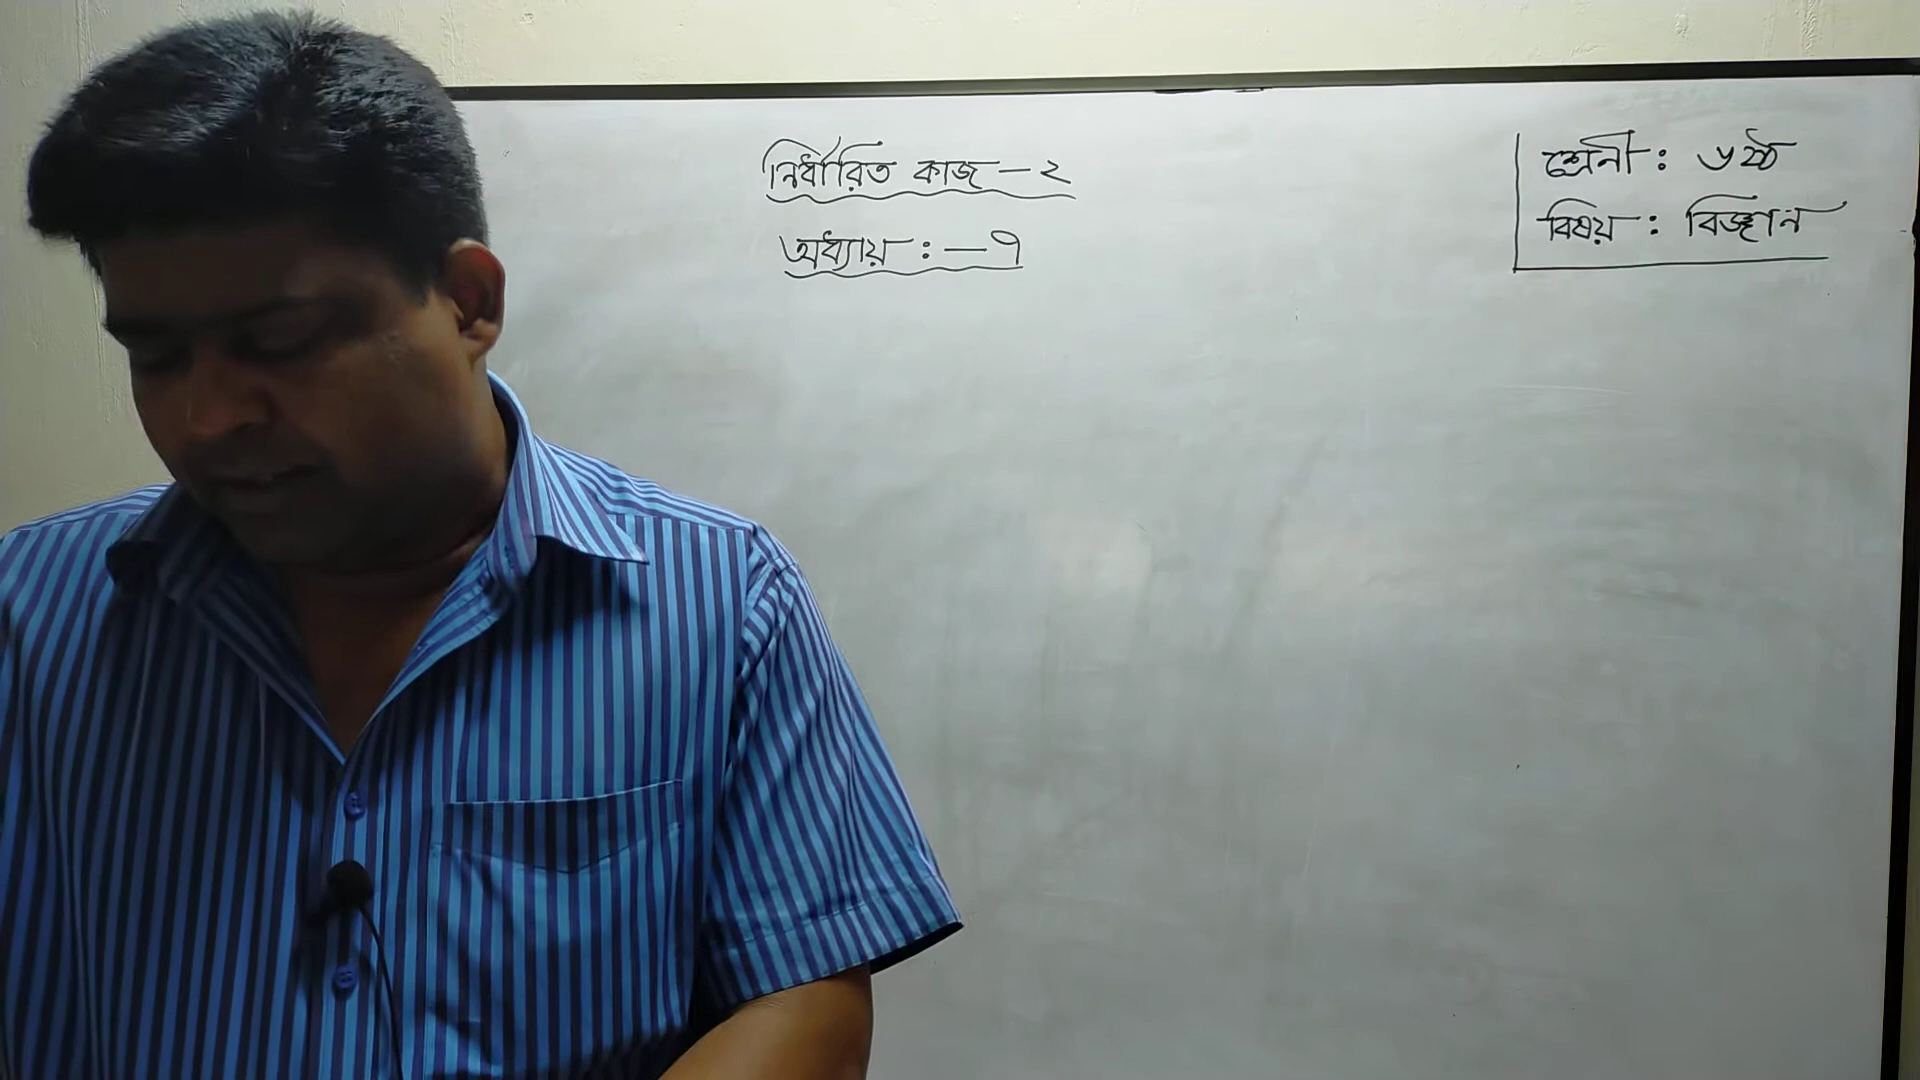 নির্ধারিত কাজ - ২
অধ্যায় : - ৭
শ্রেনী : ৬ষ্ঠ
বিষয় : বিজ্ঞান